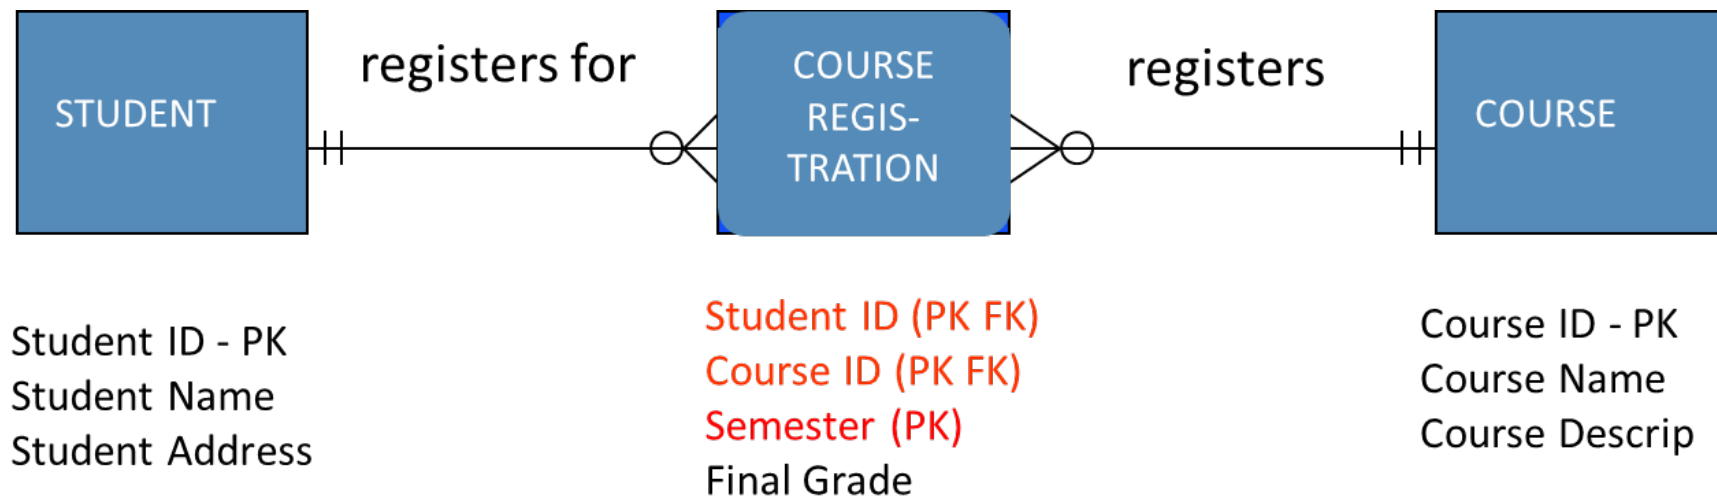 STUDENT
registers for
COURSE
REGIS-
TRATION
registers
COURSE
Student ID - PK
Student Name
Student Address
Student ID (PK FK)
Course ID (PK FK)
Semester (PK)
Final Grade
Course ID - PK
Course Name
Course Descrip